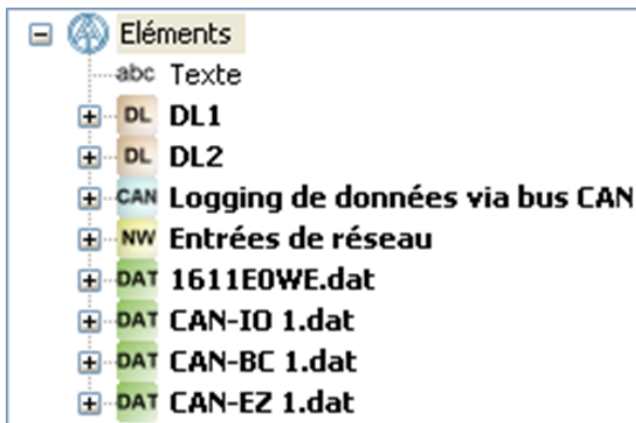 Eléments
abc Texte
DL DL1
DL DL2
CAN Logging de données via bus CAN
NW Entrées de réseau
DAT 1611E0WE.dat
DAT CAN-IO 1.dat
DAT CAN-BC 1.dat
DAT CAN-EZ 1.dat